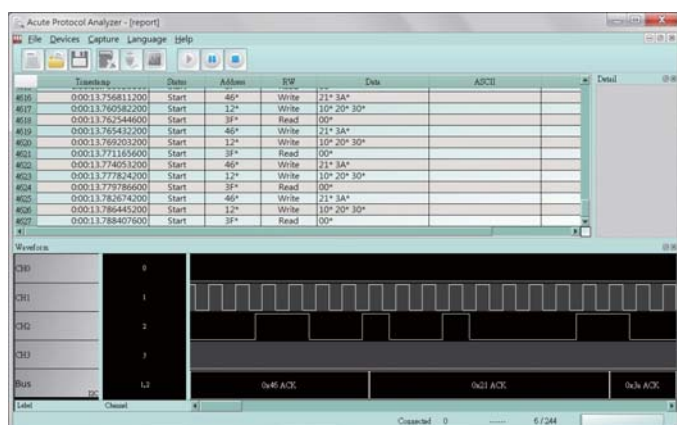 Acute Protocol Analyzer - [report]
File Devices Capture Language Help
Timestamp Status Address RW Data ASCII Detail
4616 0:00:13.756811200 Start 46* Write 21* 3A*
4617 0:00:13.760582200 Start 12* Write 10* 20* 30*
4618 0:00:13.762544600 Start 3F* Read 00*
4619 0:00:13.765432200 Start 46* Write 21* 3A*
4620 0:00:13.769203200 Start 12* Write 10* 20* 30*
4621 0:00:13.771165600 Start 3F* Read 00*
4622 0:00:13.774053200 Start 46* Write 21* 3A*
4623 0:00:13.777824200 Start 12* Write 10* 20* 30*
4624 0:00:13.779786600 Start 3F* Read 00*
4625 0:00:13.782674200 Start 46* Write 21* 3A*
4626 0:00:13.786445200 Start 12* Write 10* 20* 30*
4627 0:00:13.788407600 Start 3F* Read 00*
Waveform
CH0 0
CH1 1
CH2 2
CH3 3
Bus I2C 1,2 0x46 ACK 0x21 ACK 0x3a ACK
Label Channel
Connected 0 ----- 6 / 244